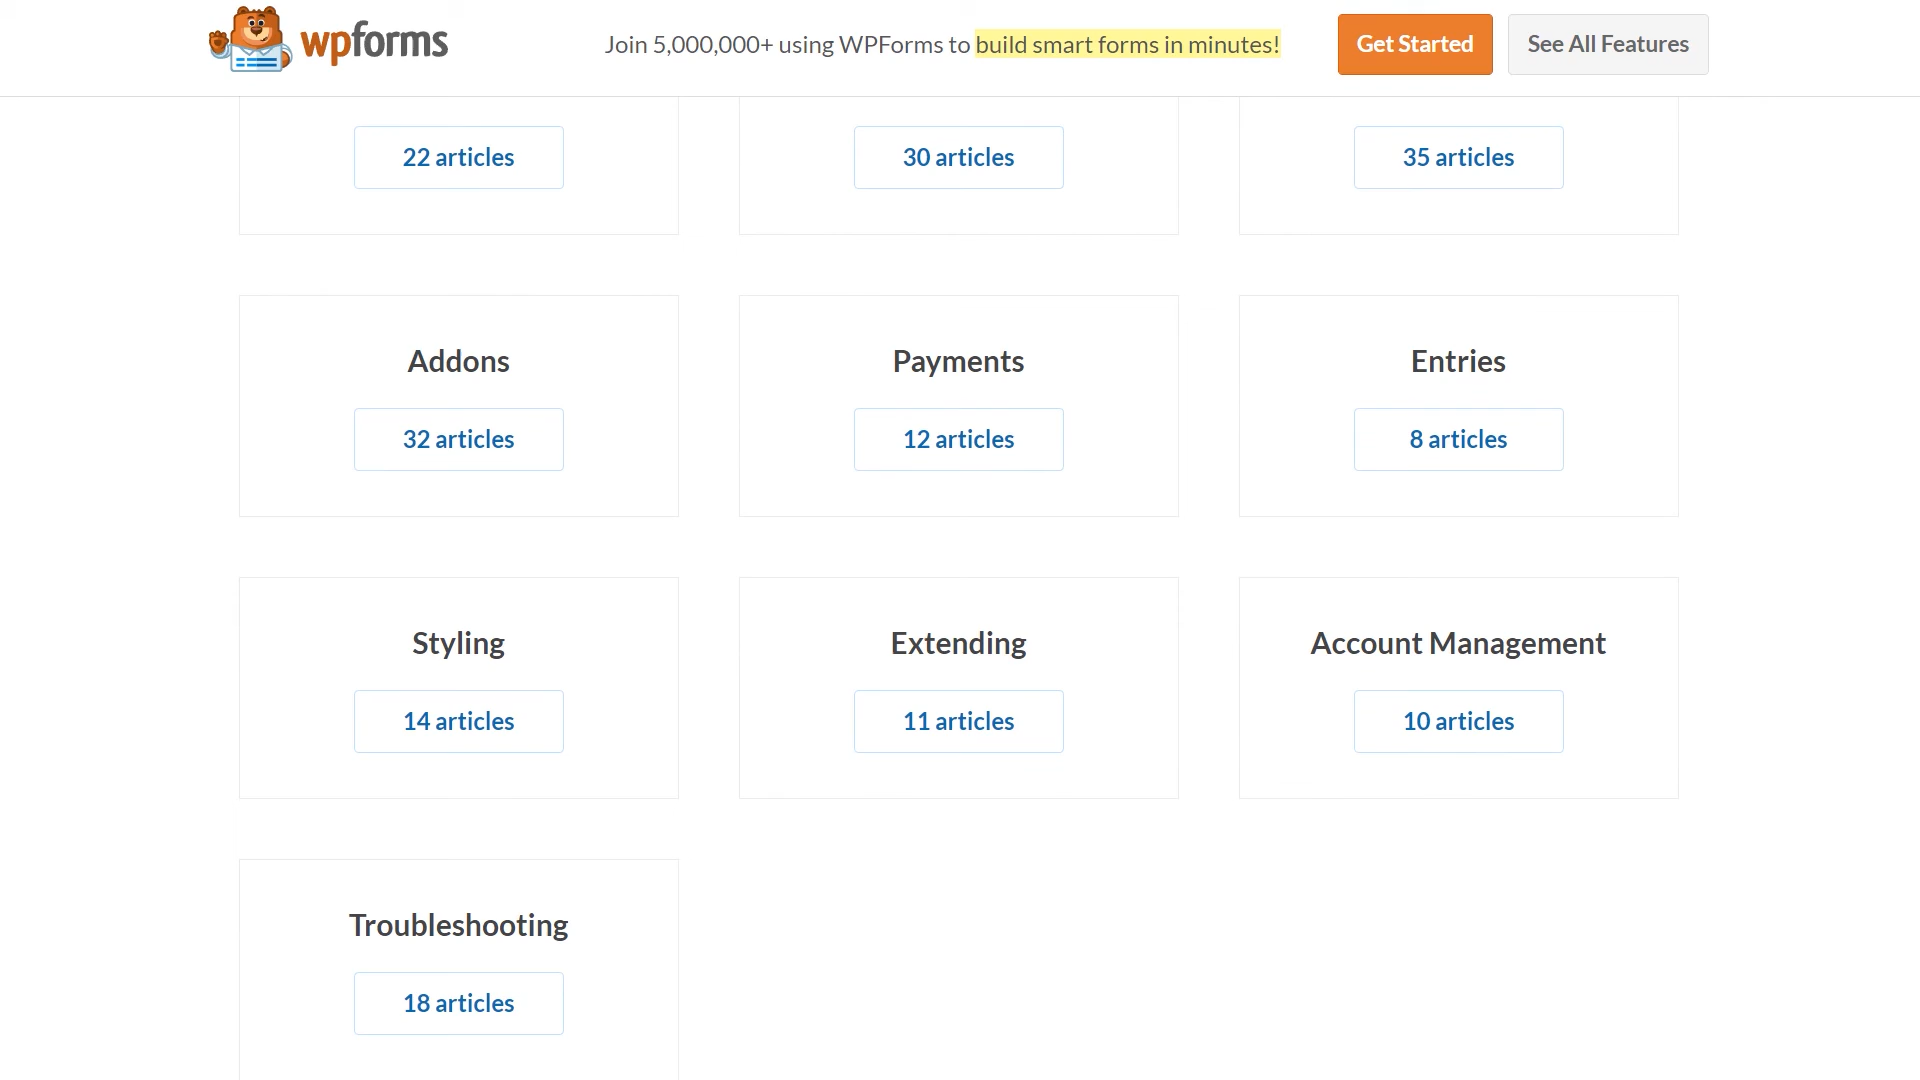 wpforms
Join 5,000,000+ using WPForms to build smart forms in minutes!
Get Started
See All Features
22 articles
30 articles
35 articles
Addons
Payments
Entries
32 articles
12 articles
8 articles
Styling
Extending
Account Management
14 articles
11 articles
10 articles
Troubleshooting
18 articles